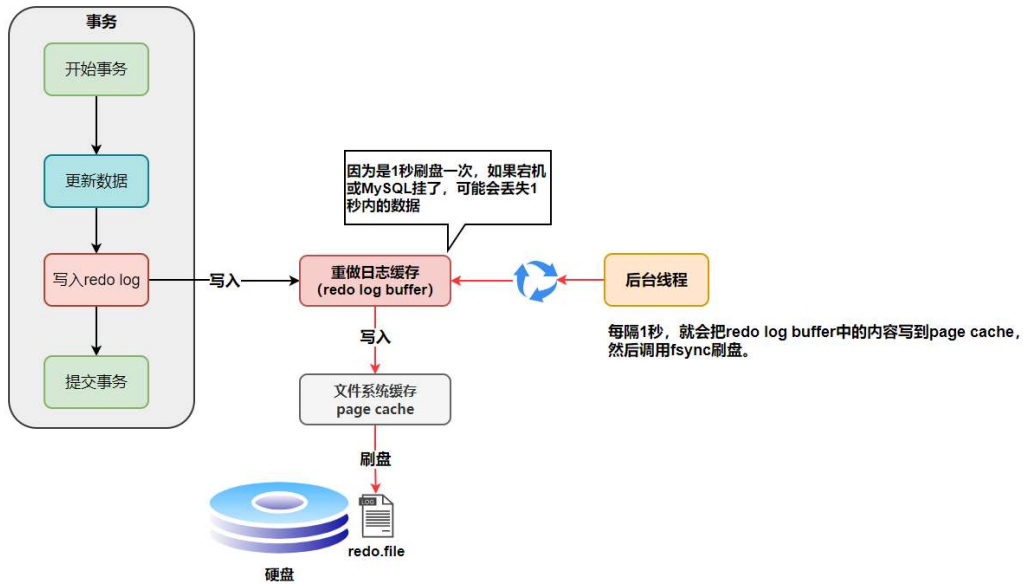 事务
开始事务
更新数据
写入redo log
提交事务
写入
因为是1秒刷盘一次，如果宕机
或MySQL挂了，可能会丢失1
秒内的数据
重做日志缓存
（redo log buffer）
后台线程
每隔1秒，就会把redo log buffer中的内容写到page cache，
然后调用fsync刷盘。
写入
文件系统缓存
page cache
刷盘
LOG
redo.file
硬盘